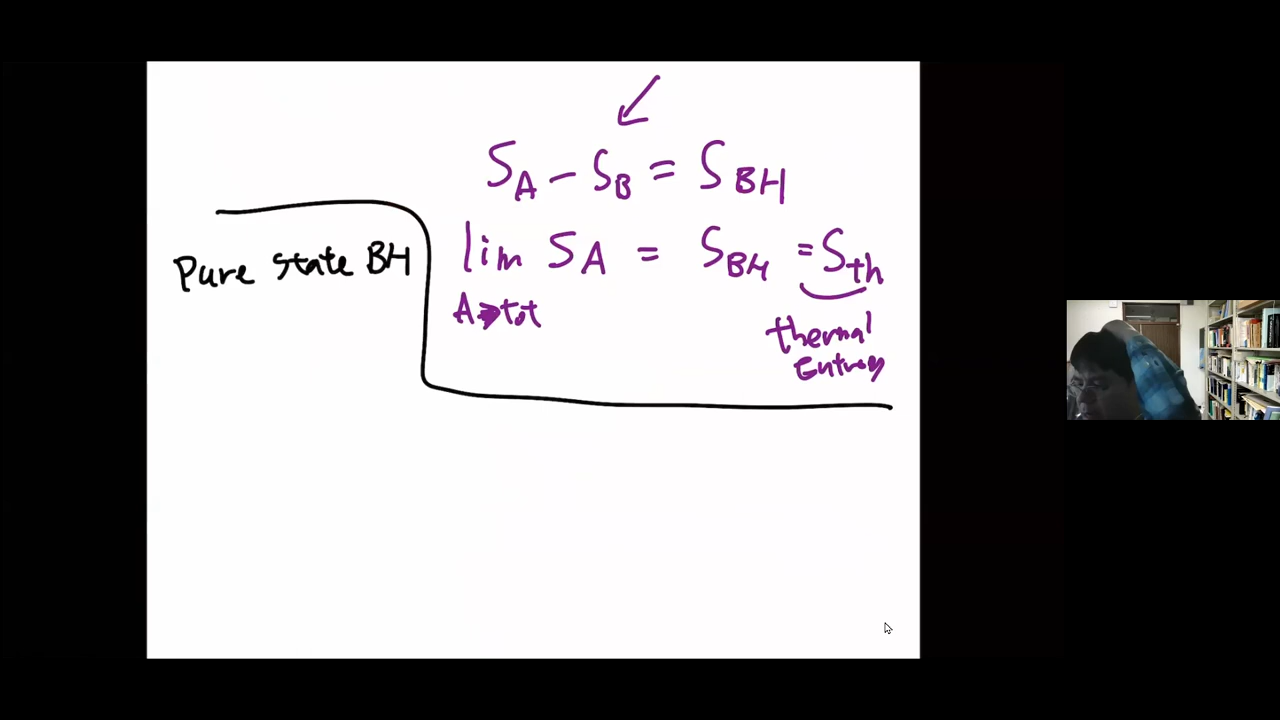 S_A - S_B = S_BH
lim S_A = S_BH = S_th
A→tot
thermal
Entropy
Pure state BH